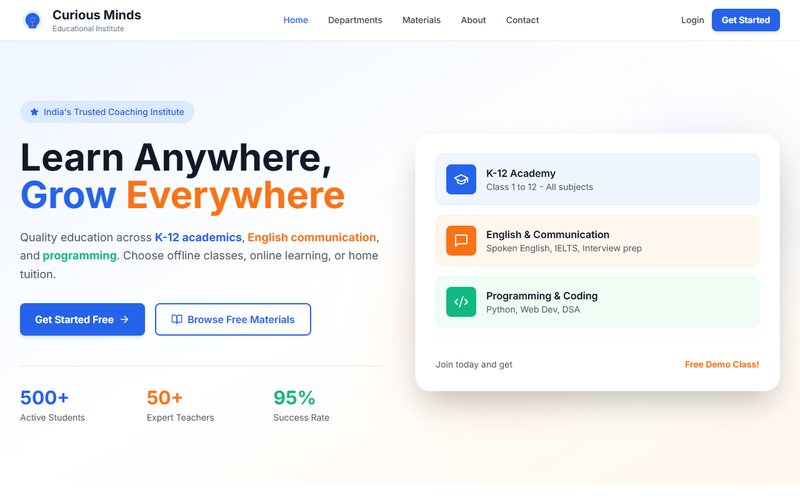 Curious Minds
Educational Institute
Home Departments Materials About Contact
Login Get Started
India's Trusted Coaching Institute
Learn Anywhere,
Grow Everywhere
Quality education across K-12 academics, English communication,
and programming. Choose offline classes, online learning, or home
tuition.
Get Started Free →
Browse Free Materials
500+
Active Students
50+
Expert Teachers
95%
Success Rate
K-12 Academy
Class 1 to 12 - All subjects
English & Communication
Spoken English, IELTS, Interview prep
Programming & Coding
Python, Web Dev, DSA
Join today and get
Free Demo Class!